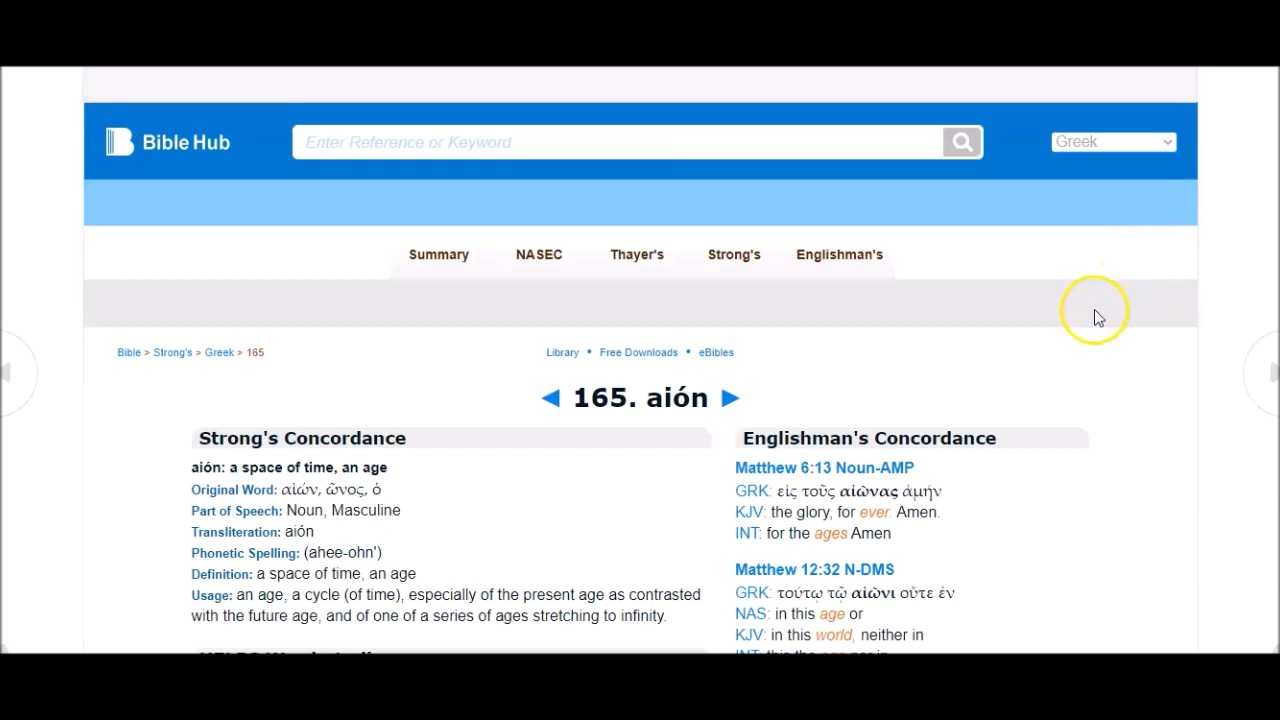 Bible Hub
Enter Reference or Keyword
Greek
Summary NASEC Thayer's Strong's Englishman's
Bible > Strong's > Greek > 165
Library • Free Downloads • eBibles
◄ 165. aión ►
Strong's Concordance
aión: a space of time, an age
Original Word: αἰών, ῶνος, ὁ
Part of Speech: Noun, Masculine
Transliteration: aión
Phonetic Spelling: (ahee-ohn')
Definition: a space of time, an age
Usage: an age, a cycle (of time), especially of the present age as contrasted
with the future age, and of one of a series of ages stretching to infinity.
Englishman's Concordance
Matthew 6:13 Noun-AMP
GRK: εἰς τοῦς αἰῶνας ἀμήν
KJV: the glory, for ever. Amen.
INT: for the ages Amen
Matthew 12:32 N-DMS
GRK: τούτῳ τῷ αἰῶνι οὔτε ἐν
NAS: in this age or
KJV: in this world, neither in